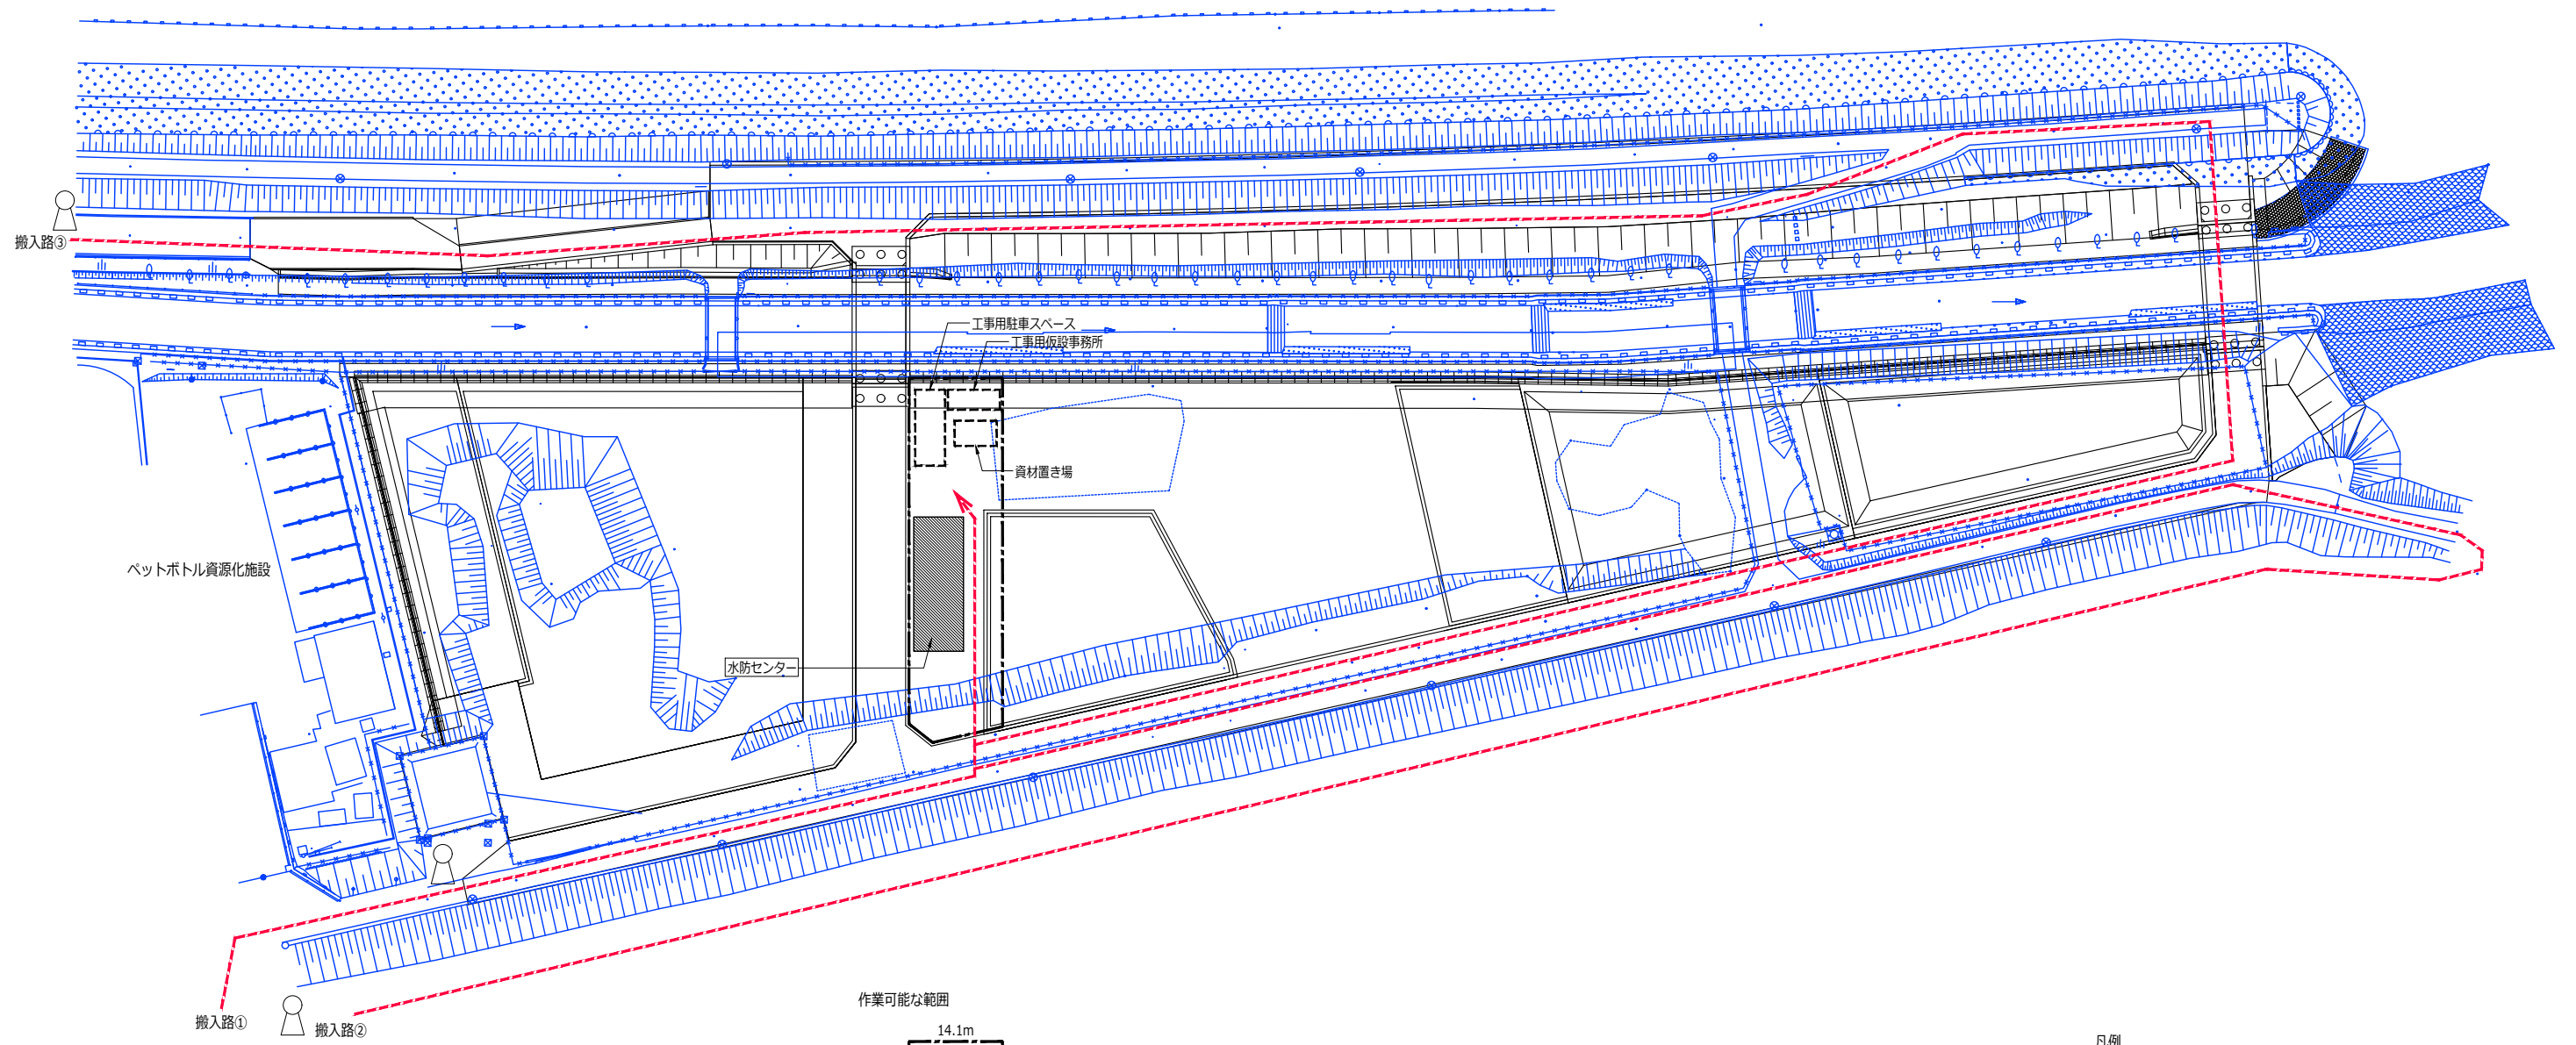 搬入路③
工事用駐車スペース
工事用仮設事務所
資材置き場
ペットボトル資源化施設
水防センター
搬入路①
搬入路②
作業可能な範囲
14.1m
凡例